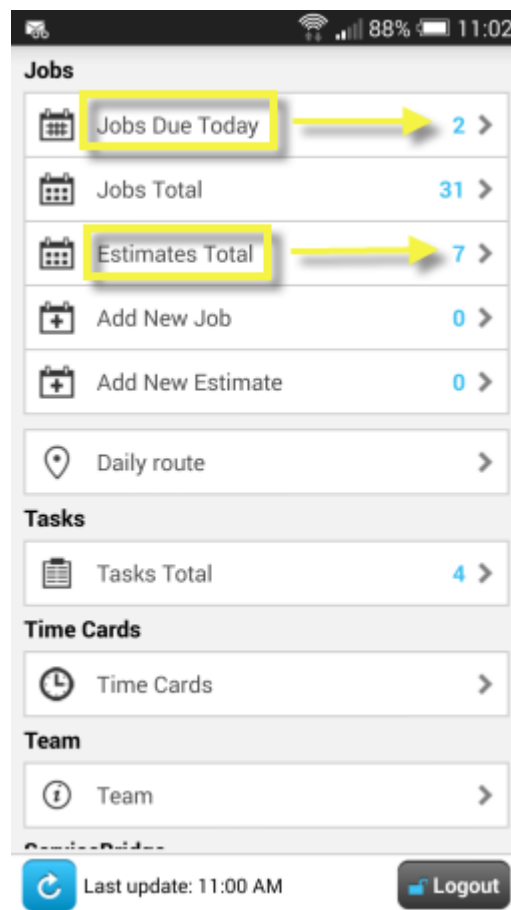 88% 11:02
Jobs
Jobs Due Today 2
Jobs Total 31
Estimates Total 7
Add New Job 0
Add New Estimate 0
Daily route
Tasks
Tasks Total 4
Time Cards
Time Cards
Team
Team
ServiceBridge
Last update: 11:00 AM Logout